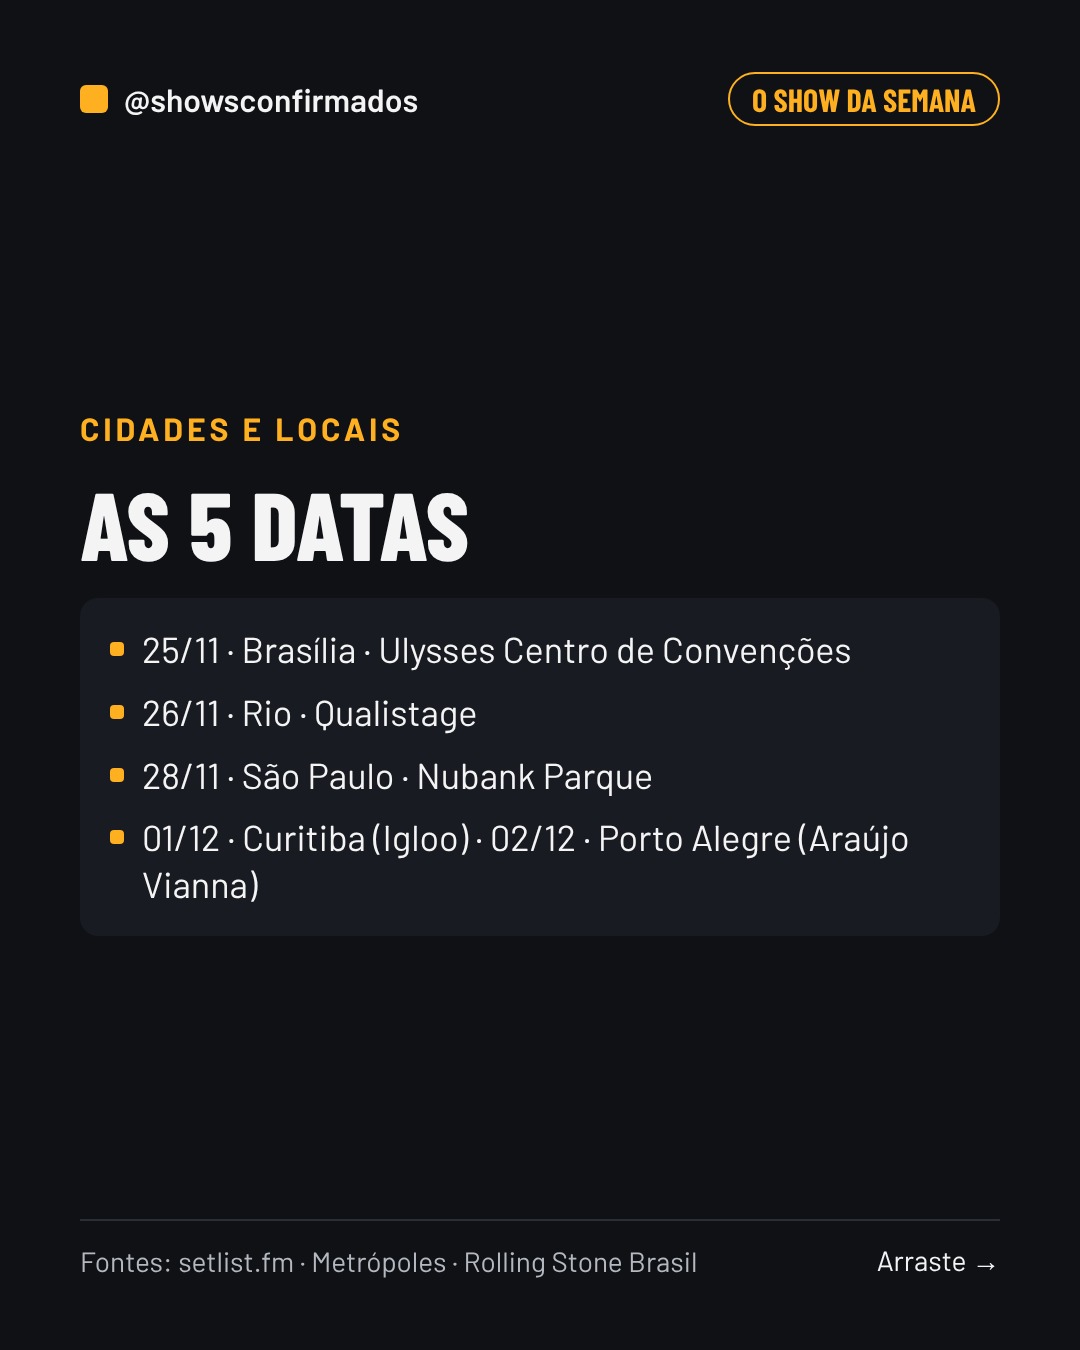 @showsconfirmados
O SHOW DA SEMANA
CIDADES E LOCAIS
AS 5 DATAS
25/11 · Brasília · Ulysses Centro de Convenções
26/11 · Rio · Qualistage
28/11 · São Paulo · Nubank Parque
01/12 · Curitiba (Igloo) · 02/12 · Porto Alegre (Araújo
Vianna)
Fontes: setlist.fm · Metrópoles · Rolling Stone Brasil
Arraste →